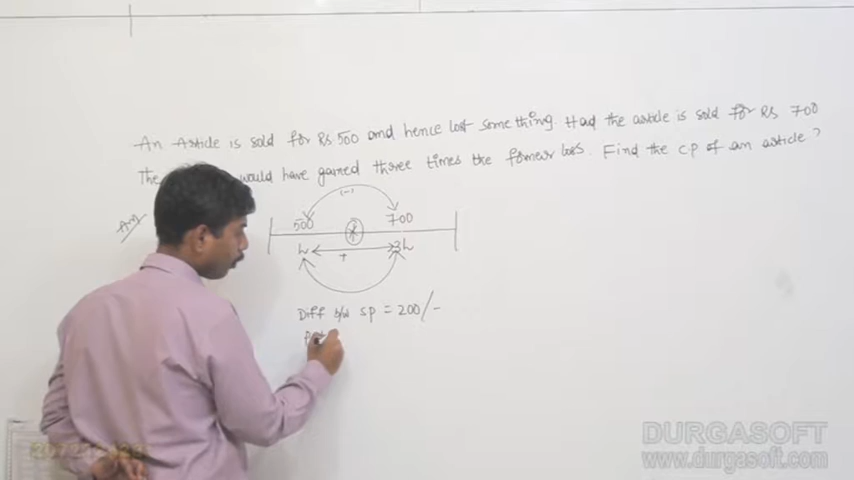 An Article is sold for Rs 500 and hence lost something. Had the article is sold for Rs 700
The would have gained three times the former loss. Find the CP of an article?
Ans
(-)
500 700
L + 3L
Diff b/w SP = 200/-
DURGASOFT
www.durgasoft.com